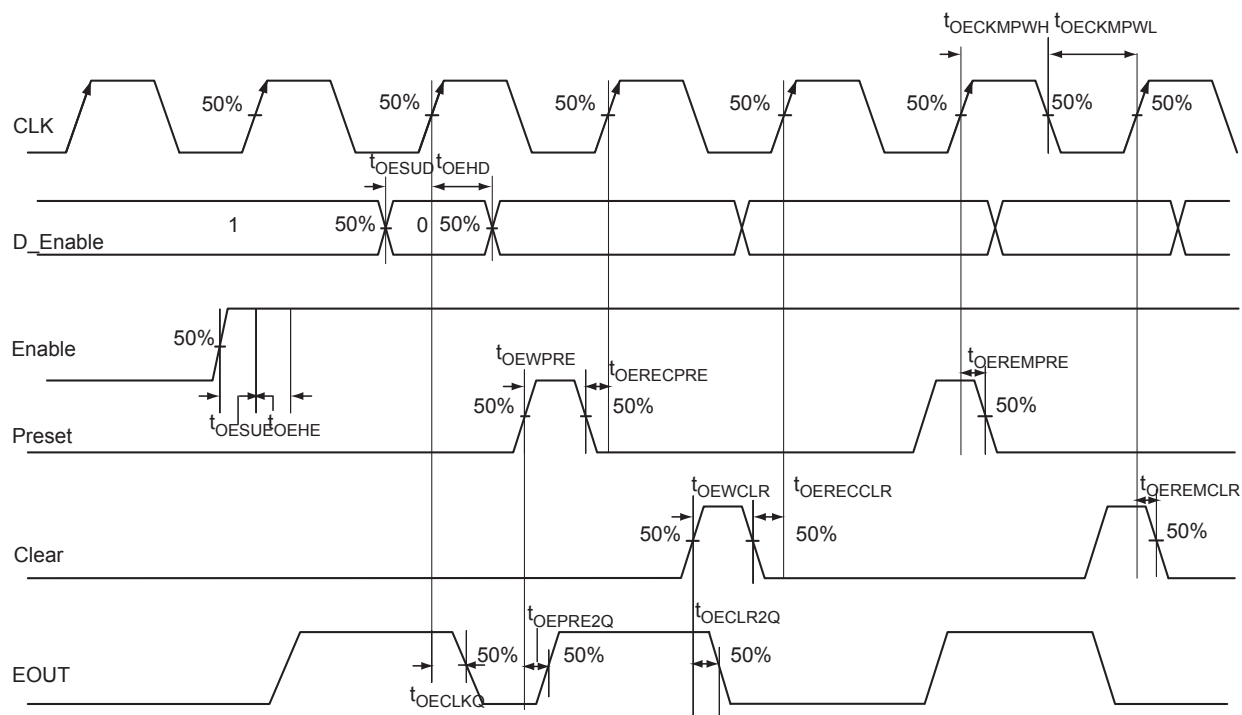 tOECKMPWH tOECKMPWL
50% 50% 50% 50% 50% 50% 50%
CLK
tOESUD tOEHD
1 50% 0 50%
D_Enable
50%
Enable
tOESUE tOEHE
tOEWPRE tOERECPRE tOEREMPRE
50% 50% 50%
Preset
tOEWCLR tOERECCLR tOEREMCLR
50% 50% 50%
Clear
tOEPRE2Q tOECLR2Q
50% 50% 50%
EOUT
tOECLKQ